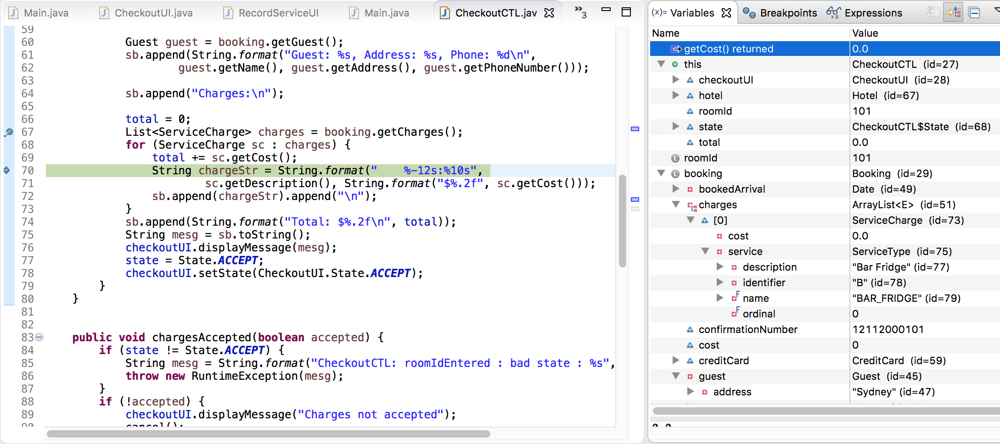 Main.java CheckoutUI.java RecordServiceUI Main.java CheckoutCTL.jav »3
59
60 Guest guest = booking.getGuest();
61 sb.append(String.format("Guest: %s, Address: %s, Phone: %d\n",
62 guest.getName(), guest.getAddress(), guest.getPhoneNumber()));
63
64 sb.append("Charges:\n");
65
66 total = 0;
67 List<ServiceCharge> charges = booking.getCharges();
68 for (ServiceCharge sc : charges) {
69 total += sc.getCost();
70 String chargeStr = String.format("    %-12s:%10s",
71 sc.getDescription(), String.format("$%.2f", sc.getCost()));
72 sb.append(chargeStr).append("\n");
73 }
74 sb.append(String.format("Total: $%.2f\n", total));
75 String mesg = sb.toString();
76 checkoutUI.displayMessage(mesg);
77 state = State.ACCEPT;
78 checkoutUI.setState(CheckoutUI.State.ACCEPT);
79 }
80 }
81
82
83 public void chargesAccepted(boolean accepted) {
84 if (state != State.ACCEPT) {
85 String mesg = String.format("CheckoutCTL: roomIdEntered : bad state : %s",
86 throw new RuntimeException(mesg);
87 }
88 if (!accepted) {
89 checkoutUI.displayMessage("Charges not accepted");
90 cancel();
(x)= Variables Breakpoints Expressions
Name Value
getCost() returned 0.0
this CheckoutCTL (id=27)
checkoutUI CheckoutUI (id=28)
hotel Hotel (id=67)
roomId 101
state CheckoutCTL$State (id=68)
total 0.0
roomId 101
booking Booking (id=29)
bookedArrival Date (id=49)
charges ArrayList<E> (id=51)
[0] ServiceCharge (id=73)
cost 0.0
service ServiceType (id=75)
description "Bar Fridge" (id=77)
identifier "B" (id=78)
name "BAR_FRIDGE" (id=79)
ordinal 0
confirmationNumber 12112000101
cost 0
creditCard CreditCard (id=59)
guest Guest (id=45)
address "Sydney" (id=47)
0.0